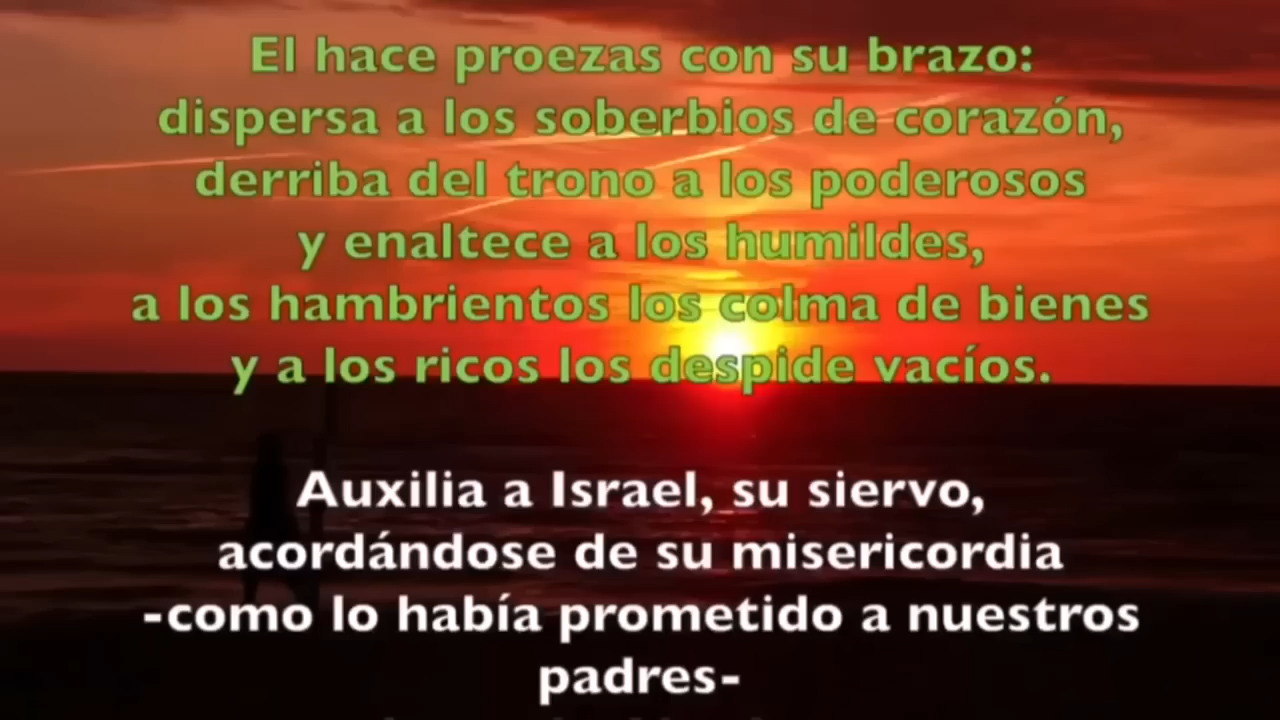 El hace proezas con su brazo:
dispersa a los soberbios de corazón,
derriba del trono a los poderosos
y enaltece a los humildes,
a los hambrientos los colma de bienes
y a los ricos los despide vacíos.
Auxilia a Israel, su siervo,
acordándose de su misericordia
-como lo había prometido a nuestros
padres-